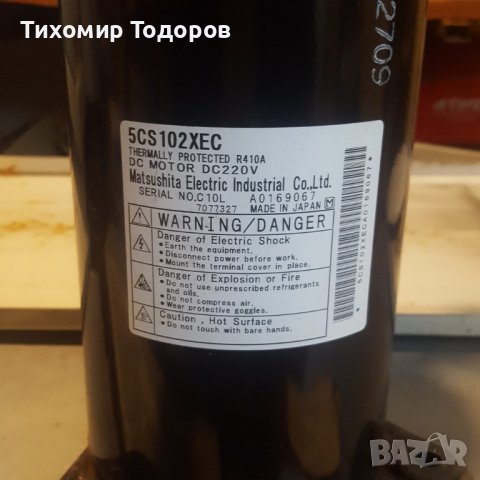 Тихомир Тодоров
2709
5CS102XEC
THERMALLY PROTECTED R410A
DC MOTOR DC220V
Matsushita Electric Industrial Co.,Ltd.
SERIAL NO.C10L A0169067
7077327 MADE IN JAPAN M
WARNING/DANGER
Danger of Electric Shock
• Earth the equipment.
• Disconnect power before work.
• Mount the terminal cover in place.
Danger of Explosion or Fire
• Do not use unprescribed refrigerants
and oils.
• Do not compress air.
• Wear protective goggles.
Caution , Hot Surface
• Do not touch with bare hands.
*5CS102XECA0169067*
BAZAR